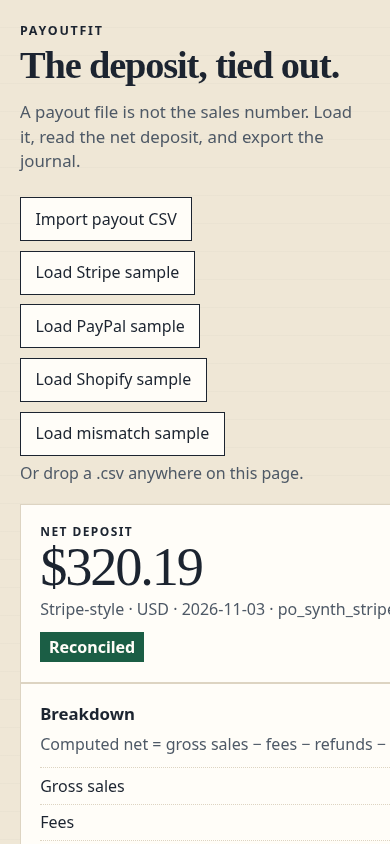 PAYOUTFIT
The deposit, tied out.
A payout file is not the sales number. Load
it, read the net deposit, and export the
journal.
Import payout CSV
Load Stripe sample
Load PayPal sample
Load Shopify sample
Load mismatch sample
Or drop a .csv anywhere on this page.
NET DEPOSIT
$320.19
Stripe-style · USD · 2026-11-03 · po_synth_stripe
Reconciled
Breakdown
Computed net = gross sales − fees − refunds −
Gross sales
Fees